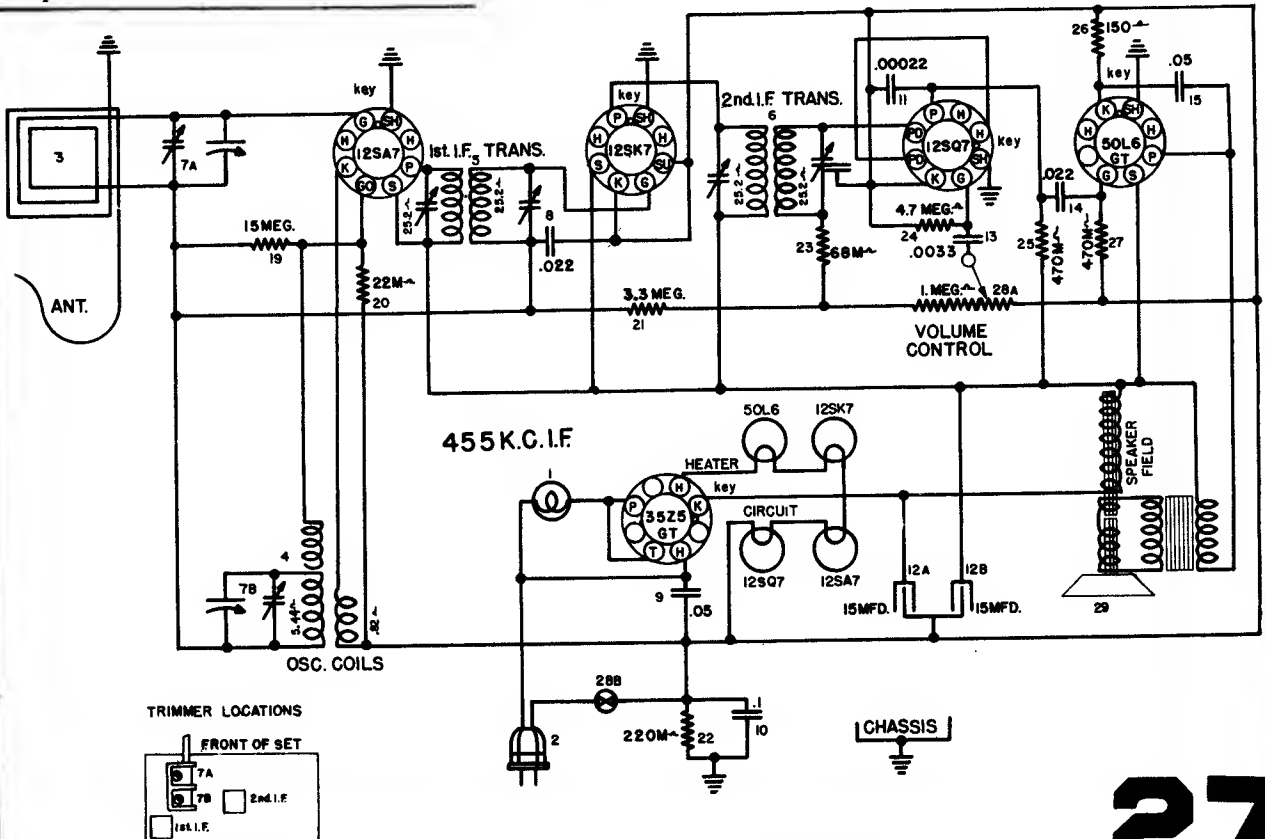 26 150~
key
.05
15
key
G SH H P S GO K H
12SA7
3
7A
1st. I.F. TRANS.
5
25.2~
25.2~
key
P SH H SU G K S H
12SK7
8
.022
2nd. I.F. TRANS.
6
25.2~
25.2~
.00022
11
P H H SH G K PD PD
12SQ7
key
K SH H P S G H
50L6
GT
.022
14
15 MEG.
19
22M~
20
4.7 MEG.~
24
13
.0033
23
68M~
25
470M~
470M~
27
ANT.
3.3 MEG.
21
1. MEG.~ 28A
VOLUME
CONTROL
455 K.C. I.F.
50L6
12SK7
HEATER
key
1
P H K H T
35Z5
GT
CIRCUIT
12SQ7
12SA7
SPEAKER
FIELD
4
7B
5.44~
.82~
OSC. COILS
9
.05
12A
12B
15MFD.
15MFD.
29
28B
2
220M~ 22
.1
10
CHASSIS
TRIMMER LOCATIONS
FRONT OF SET
7A
7B
2nd. I.F.
1st. I.F.
27